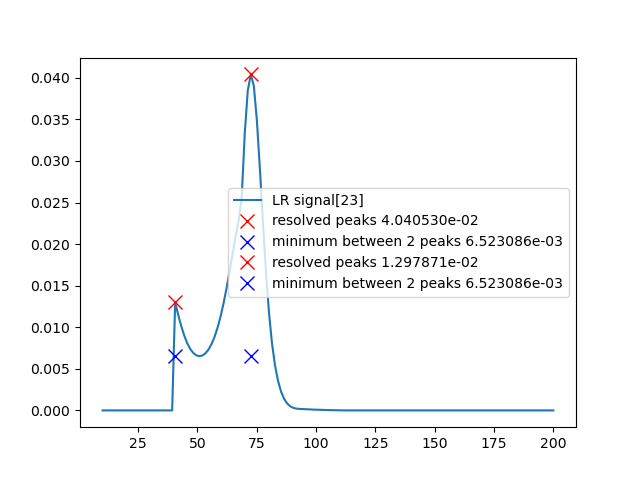 0.040
0.035
0.030
0.025
0.020
0.015
0.010
0.005
0.000
LR signal[23]
resolved peaks 4.040530e-02
minimum between 2 peaks 6.523086e-03
resolved peaks 1.297871e-02
minimum between 2 peaks 6.523086e-03
25 50 75 100 125 150 175 200